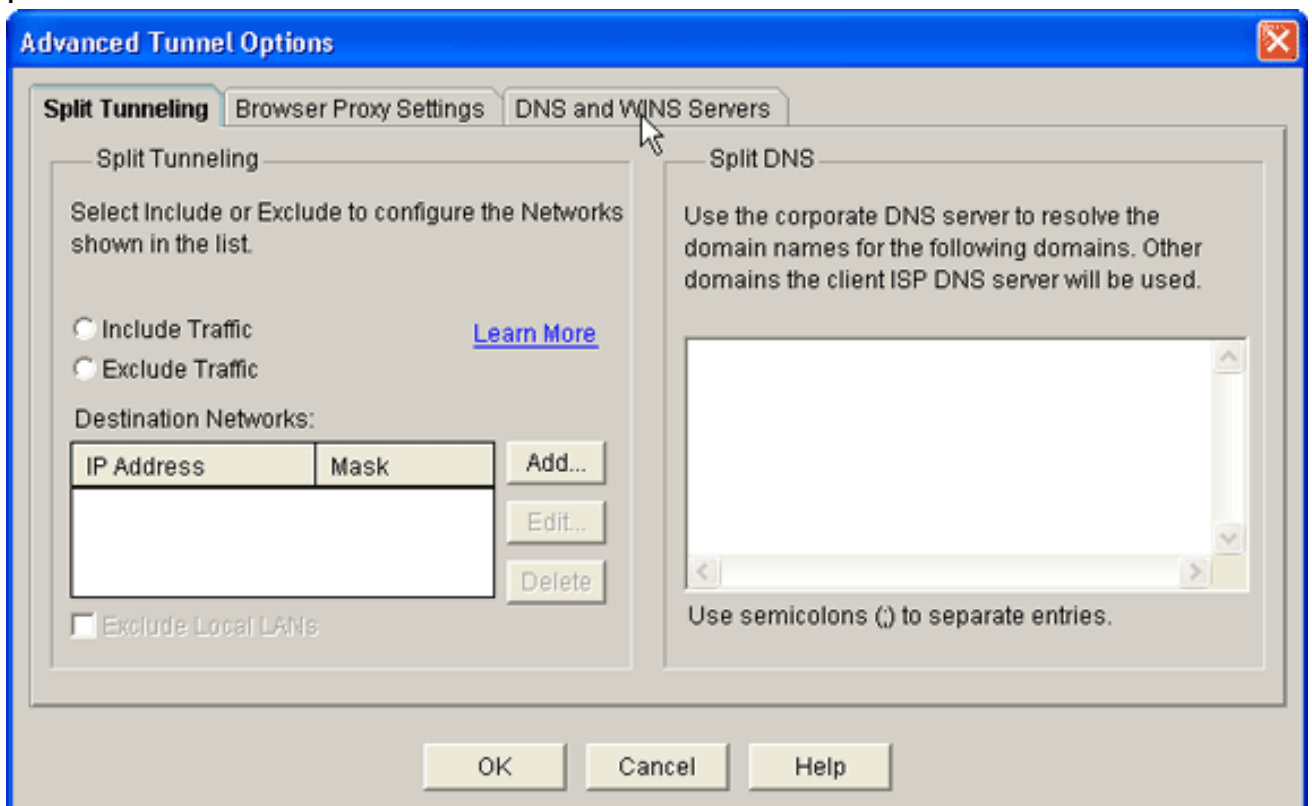 Advanced Tunnel Options
Split Tunneling
Browser Proxy Settings
DNS and WINS Servers
Split Tunneling
Select Include or Exclude to configure the Networks
shown in the list.
Include Traffic
Learn More
Exclude Traffic
Destination Networks:
IP Address
Mask
Add...
Edit...
Delete
Exclude Local LANs
Split DNS
Use the corporate DNS server to resolve the
domain names for the following domains. Other
domains the client ISP DNS server will be used.
Use semicolons (;) to separate entries.
OK
Cancel
Help